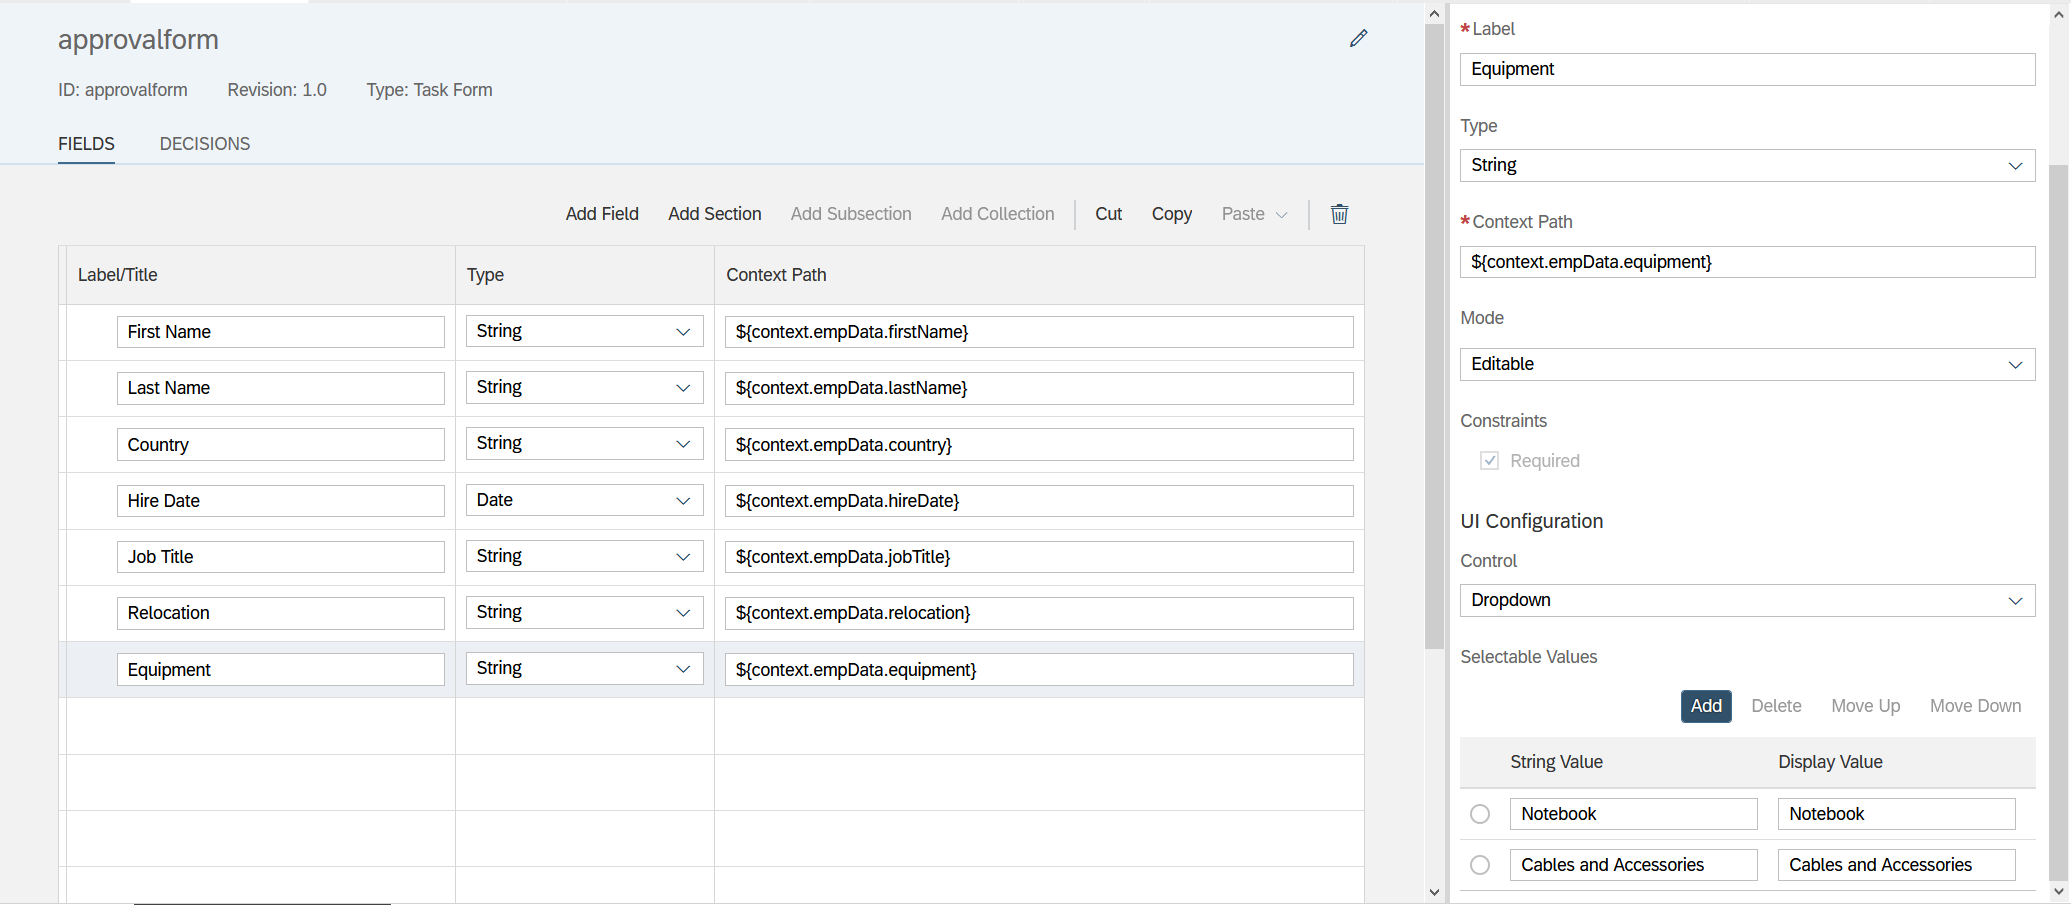 approvalform
ID: approvalform Revision: 1.0 Type: Task Form
FIELDS DECISIONS
Add Field Add Section Add Subsection Add Collection Cut Copy Paste
Label/Title Type Context Path
First Name String ${context.empData.firstName}
Last Name String ${context.empData.lastName}
Country String ${context.empData.country}
Hire Date Date ${context.empData.hireDate}
Job Title String ${context.empData.jobTitle}
Relocation String ${context.empData.relocation}
Equipment String ${context.empData.equipment}
*Label
Equipment
Type
String
*Context Path
${context.empData.equipment}
Mode
Editable
Constraints
Required
UI Configuration
Control
Dropdown
Selectable Values
Add Delete Move Up Move Down
String Value Display Value
Notebook Notebook
Cables and Accessories Cables and Accessories